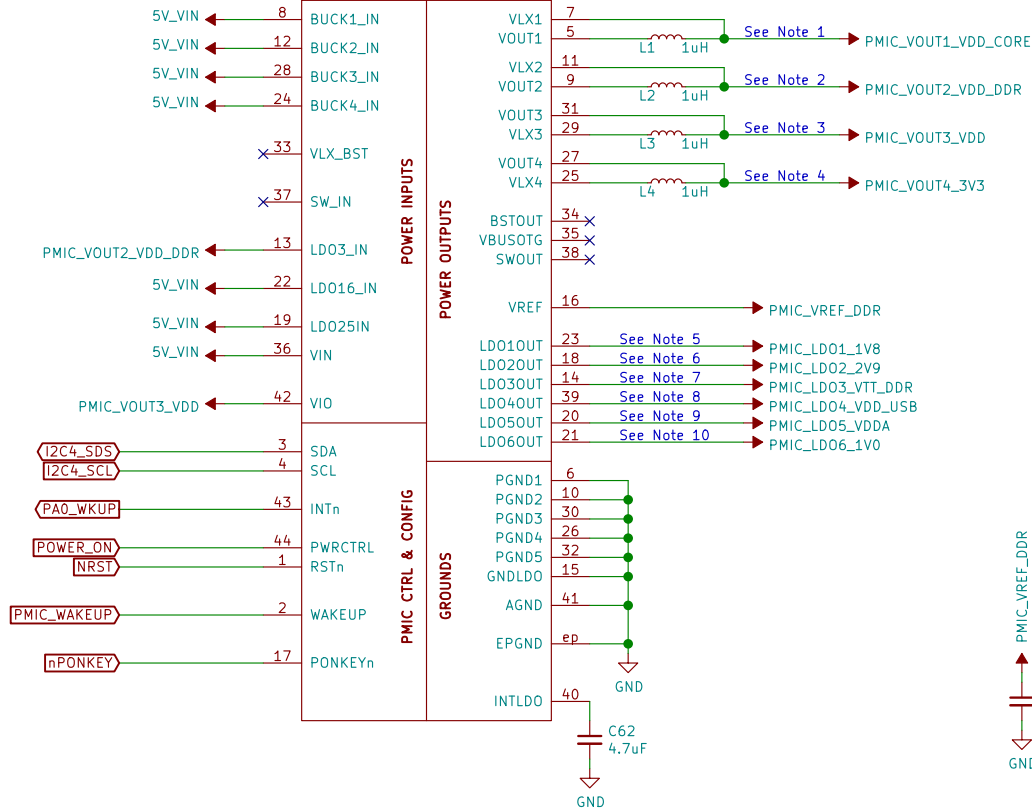 5V_VIN 8 BUCK1_IN
5V_VIN 12 BUCK2_IN
5V_VIN 28 BUCK3_IN
5V_VIN 24 BUCK4_IN
33 VLX_BST
37 SW_IN
PMIC_VOUT2_VDD_DDR 13 LDO3_IN
5V_VIN 22 LDO16_IN
5V_VIN 19 LDO25IN
5V_VIN 36 VIN
PMIC_VOUT3_VDD 42 VIO
POWER INPUTS
I2C4_SDS 3 SDA
I2C4_SCL 4 SCL
PA0_WKUP 43 INTn
POWER_ON 44 PWRCTRL
NRST 1 RSTn
PMIC_WAKEUP 2 WAKEUP
nPONKEY 17 PONKEYn
PMIC CTRL & CONFIG
POWER OUTPUTS
VLX1 7
VOUT1 5 L1 1uH See Note 1 PMIC_VOUT1_VDD_CORE
VLX2 11
VOUT2 9 L2 1uH See Note 2 PMIC_VOUT2_VDD_DDR
VOUT3 31
VLX3 29 L3 1uH See Note 3 PMIC_VOUT3_VDD
VOUT4 27
VLX4 25 L4 1uH See Note 4 PMIC_VOUT4_3V3
BSTOUT 34
VBUSOTG 35
SWOUT 38
VREF 16 PMIC_VREF_DDR
LDO1OUT 23 See Note 5 PMIC_LDO1_1V8
LDO2OUT 18 See Note 6 PMIC_LDO2_2V9
LDO3OUT 14 See Note 7 PMIC_LDO3_VTT_DDR
LDO4OUT 39 See Note 8 PMIC_LDO4_VDD_USB
LDO5OUT 20 See Note 9 PMIC_LDO5_VDDA
LDO6OUT 21 See Note 10 PMIC_LDO6_1V0
GROUNDS
PGND1 6
PGND2 10
PGND3 30
PGND4 26
PGND5 32
GNDLDO 15
AGND 41
EPGND ep
GND
INTLDO 40
C62
4.7uF
GND
PMIC_VREF_DDR
GND